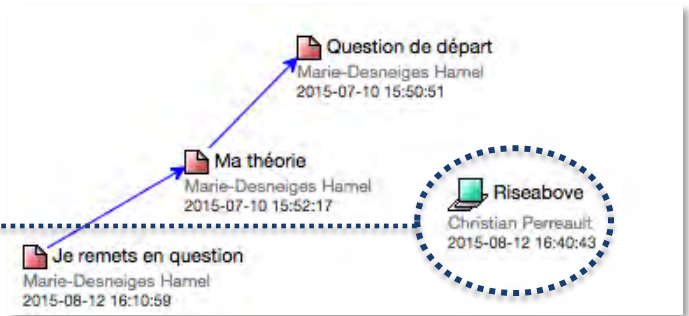 Question de départ
Marie-Desneiges Hamel
2015-07-10 15:50:51
Ma théorie
Marie-Desneiges Hamel
2015-07-10 15:52:17
Riseabove
Christian Perreault
2015-08-12 16:40:43
Je remets en question
Marie-Desneiges Hamel
2015-08-12 16:10:59